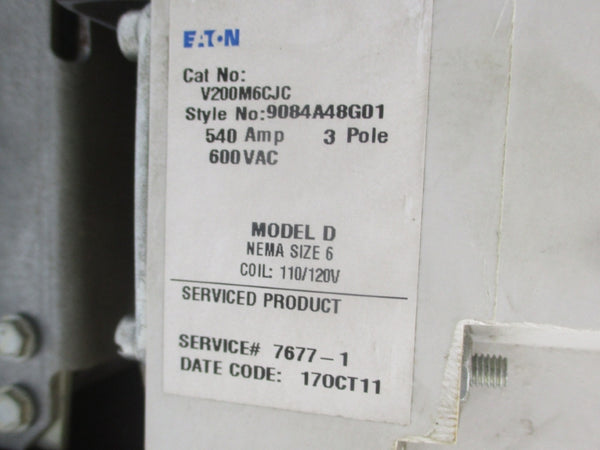 EAT•N
Cat No:
V200M6CJC
Style No:9084A48G01
540 Amp 3 Pole
600VAC
MODEL D
NEMA SIZE 6
COIL: 110/120V
SERVICED PRODUCT
SERVICE# 7677-1
DATE CODE: 17OCT11